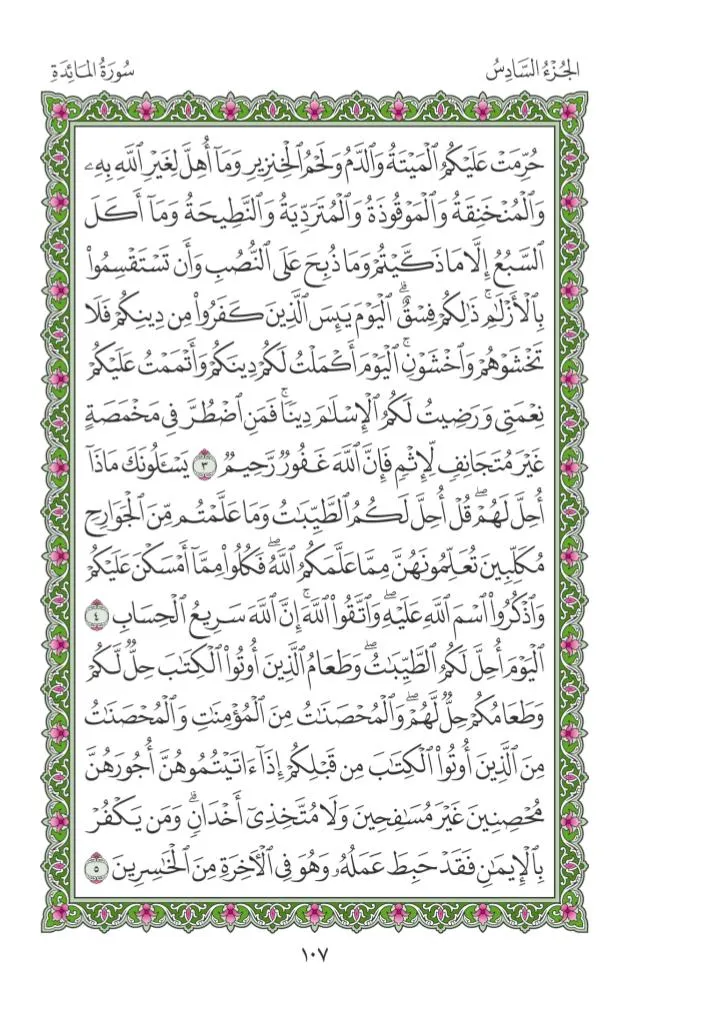 الجُزْءُ السَّادِسُ
سُورَةُ المَائِدَةِ
حُرِّمَتْ عَلَيْكُمُ ٱلْمَيْتَةُ وَٱلدَّمُ وَلَحْمُ ٱلْخِنزِيرِ وَمَآ أُهِلَّ لِغَيْرِ ٱللَّهِ بِهِۦ
وَٱلْمُنْخَنِقَةُ وَٱلْمَوْقُوذَةُ وَٱلْمُتَرَدِّيَةُ وَٱلنَّطِيحَةُ وَمَآ أَكَلَ
ٱلسَّبُعُ إِلَّا مَا ذَكَّيْتُمْ وَمَا ذُبِحَ عَلَى ٱلنُّصُبِ وَأَن تَسْتَقْسِمُوا۟
بِٱلْأَزْلَـٰمِ ۚ ذَٰلِكُمْ فِسْقٌ ۗ ٱلْيَوْمَ يَئِسَ ٱلَّذِينَ كَفَرُوا۟ مِن دِينِكُمْ فَلَا
تَخْشَوْهُمْ وَٱخْشَوْنِ ۚ ٱلْيَوْمَ أَكْمَلْتُ لَكُمْ دِينَكُمْ وَأَتْمَمْتُ عَلَيْكُمْ
نِعْمَتِى وَرَضِيتُ لَكُمُ ٱلْإِسْلَـٰمَ دِينًا ۚ فَمَنِ ٱضْطُرَّ فِى مَخْمَصَةٍ
غَيْرَ مُتَجَانِفٍ لِّإِثْمٍ فَإِنَّ ٱللَّهَ غَفُورٌ رَّحِيمٌ ٣ يَسْـَٔلُونَكَ مَاذَآ
أُحِلَّ لَهُمْ ۖ قُلْ أُحِلَّ لَكُمُ ٱلطَّيِّبَـٰتُ وَمَا عَلَّمْتُم مِّنَ ٱلْجَوَارِحِ
مُكَلِّبِينَ تُعَلِّمُونَهُنَّ مِمَّا عَلَّمَكُمُ ٱللَّهُ ۖ فَكُلُوا۟ مِمَّآ أَمْسَكْنَ عَلَيْكُمْ
وَٱذْكُرُوا۟ ٱسْمَ ٱللَّهِ عَلَيْهِ ۖ وَٱتَّقُوا۟ ٱللَّهَ ۚ إِنَّ ٱللَّهَ سَرِيعُ ٱلْحِسَابِ ٤
ٱلْيَوْمَ أُحِلَّ لَكُمُ ٱلطَّيِّبَـٰتُ ۖ وَطَعَامُ ٱلَّذِينَ أُوتُوا۟ ٱلْكِتَـٰبَ حِلٌّ لَّكُمْ
وَطَعَامُكُمْ حِلٌّ لَّهُمْ ۖ وَٱلْمُحْصَنَـٰتُ مِنَ ٱلْمُؤْمِنَـٰتِ وَٱلْمُحْصَنَـٰتُ
مِنَ ٱلَّذِينَ أُوتُوا۟ ٱلْكِتَـٰبَ مِن قَبْلِكُمْ إِذَآ ءَاتَيْتُمُوهُنَّ أُجُورَهُنَّ
مُحْصِنِينَ غَيْرَ مُسَـٰفِحِينَ وَلَا مُتَّخِذِىٓ أَخْدَانٍ ۗ وَمَن يَكْفُرْ
بِٱلْإِيمَـٰنِ فَقَدْ حَبِطَ عَمَلُهُۥ وَهُوَ فِى ٱلْـَٔاخِرَةِ مِنَ ٱلْخَـٰسِرِينَ ٥
١٠٧